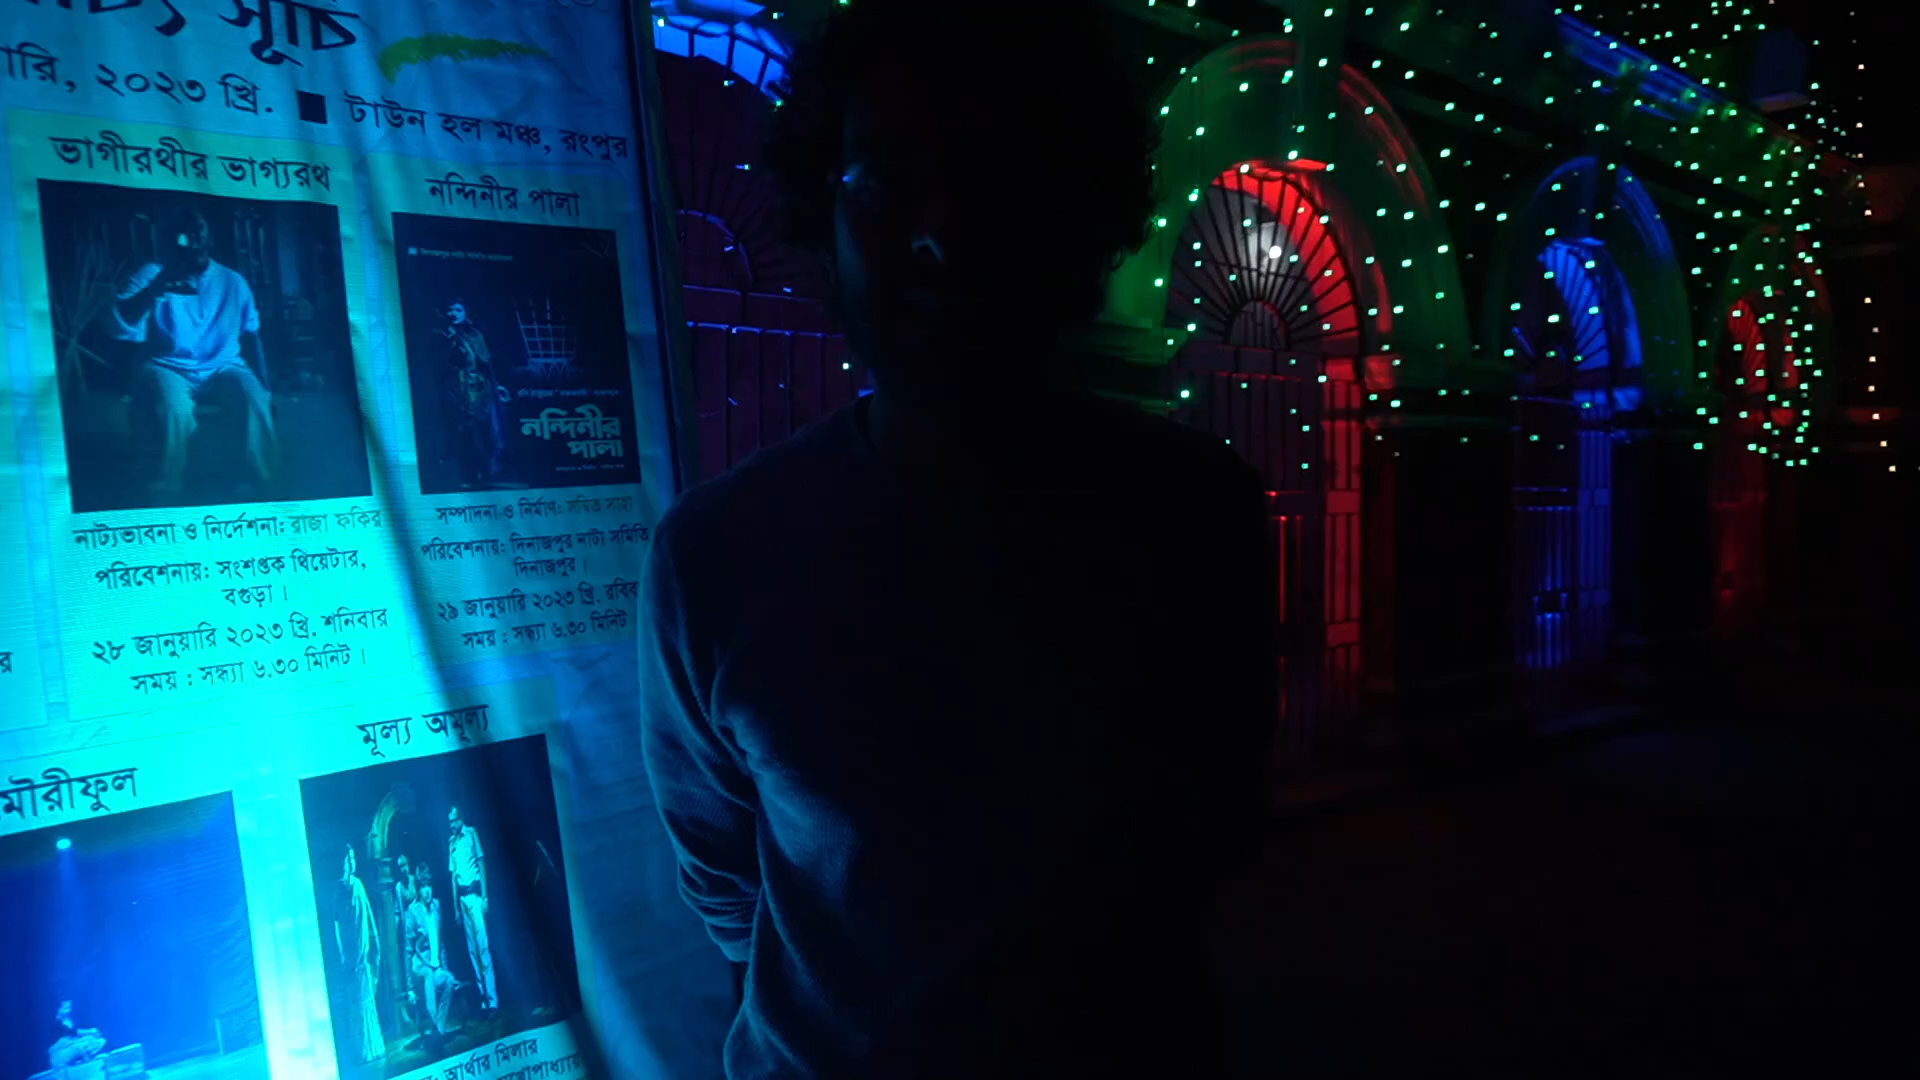 সূচি
২০২৩ খ্রি. ■ টাউন হল মঞ্চ, রংপুর
ভাগীরথীর ভাগ্যরথ
নাট্যভাবনা ও নির্দেশনা: রাজা ফকির
পরিবেশনায়: সংশপ্তক থিয়েটার,
বগুড়া ।
২৮ জানুয়ারি ২০২৩ খ্রি. শনিবার
সময় : সন্ধ্যা ৬.৩০ মিনিট ।
নন্দিনীর পালা
নন্দিনীর
পালা
সম্পাদনা ও নির্মাণ: সম্বিত সাহা
পরিবেশনায়: দিনাজপুর নাট্য সমিতি
দিনাজপুর ।
২৯ জানুয়ারি ২০২৩ খ্রি.
সময় : সন্ধ্যা ৬.৩০ মিনিট
মৌরীফুল
মূল্য অমূল্য
আর্থার মিলার